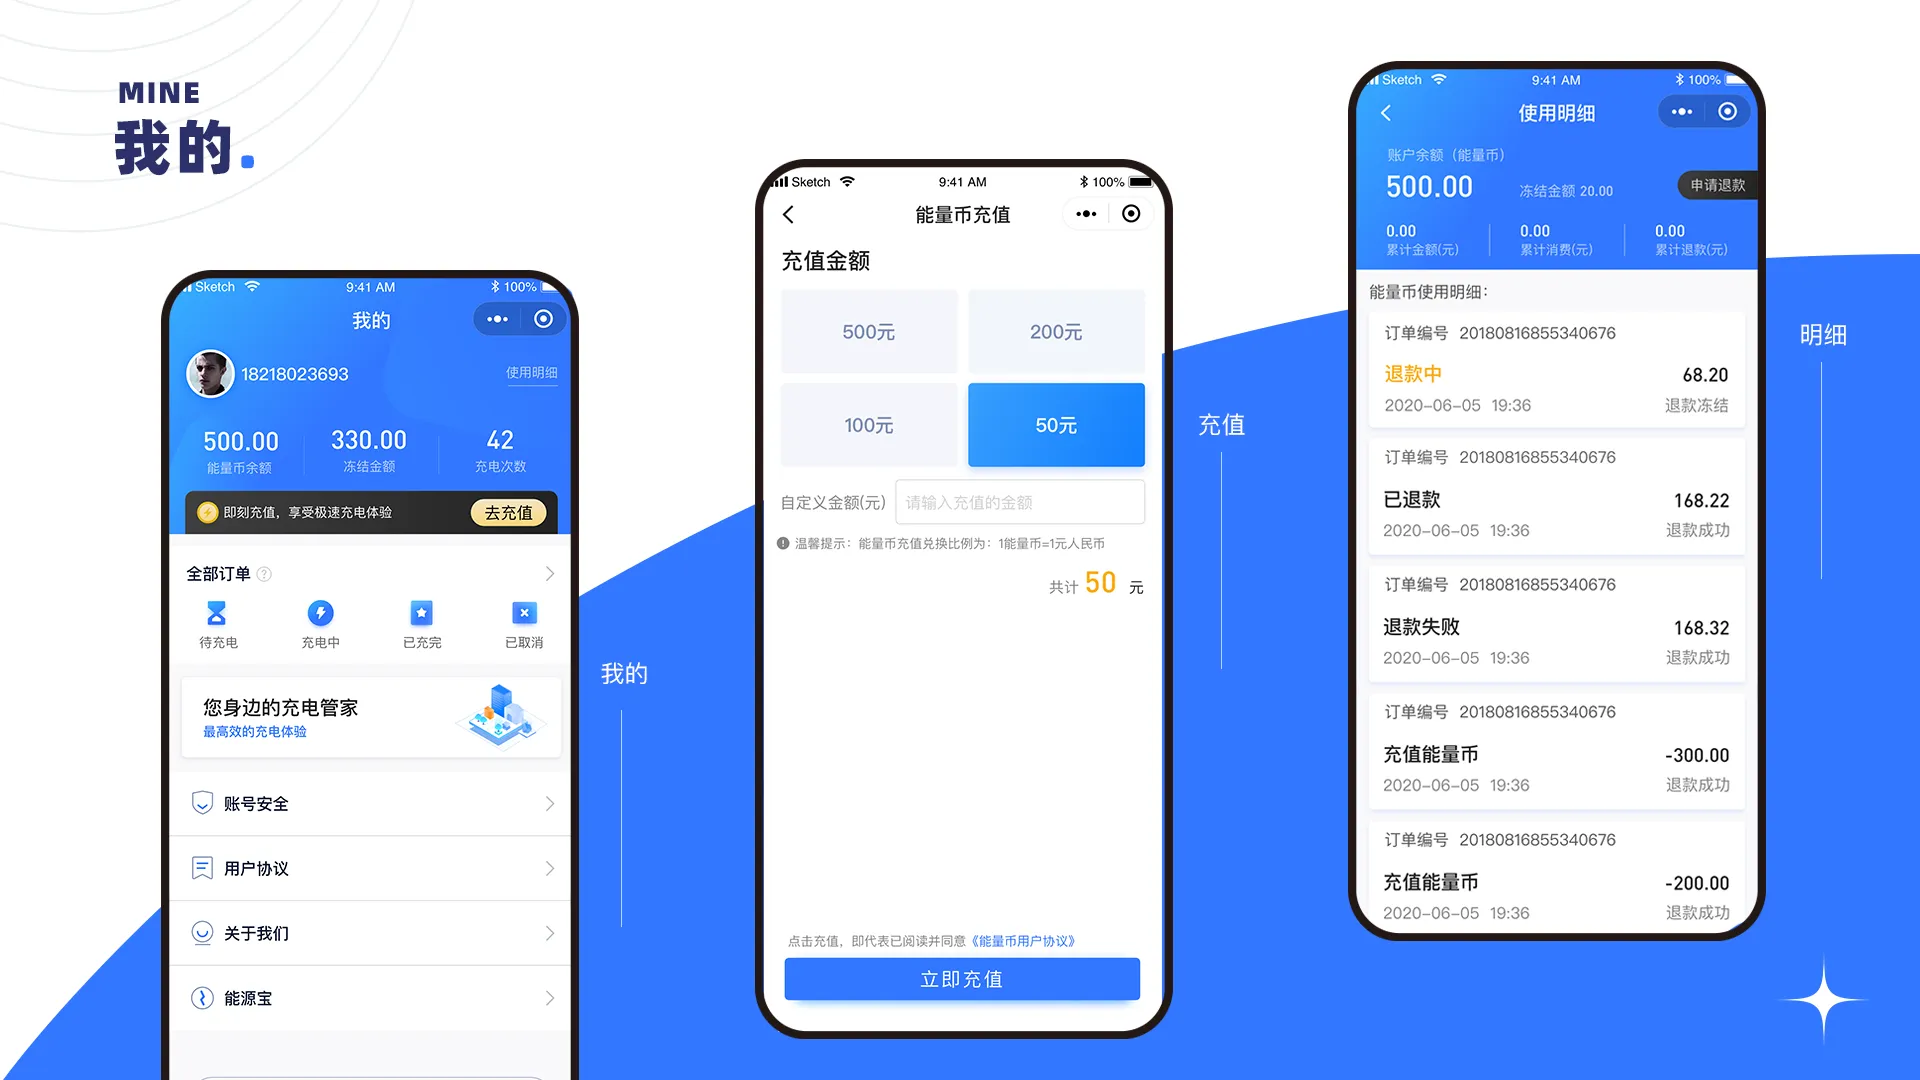 MINE
我的.
Sketch 9:41 AM 100%
我的
18218023693 使用明细
500.00 330.00 42
能量币余额 冻结金额 充电次数
即刻充值，享受极速充电体验 去充值
全部订单 ?
待充电 充电中 已充完 已取消
您身边的充电管家
最高效的充电体验
账号安全
用户协议
关于我们
能源宝
我的
Sketch 9:41 AM 100%
能量币充值
充值金额
500元 200元
100元 50元
自定义金额(元) 请输入充值的金额
温馨提示：能量币充值兑换比例为：1能量币=1元人民币
共计 50 元
点击充值，即代表已阅读并同意《能量币用户协议》
立即充值
充值
Sketch 9:41 AM 100%
使用明细
账户余额（能量币）
500.00 冻结金额 20.00 申请退款
0.00 0.00 0.00
累计金额(元) 累计消费(元) 累计退款(元)
能量币使用明细：
订单编号 20180816855340676
退款中 68.20
2020-06-05 19:36 退款冻结
订单编号 20180816855340676
已退款 168.22
2020-06-05 19:36 退款成功
订单编号 20180816855340676
退款失败 168.32
2020-06-05 19:36 退款成功
订单编号 20180816855340676
充值能量币 -300.00
2020-06-05 19:36 退款成功
订单编号 20180816855340676
充值能量币 -200.00
2020-06-05 19:36 退款成功
明细